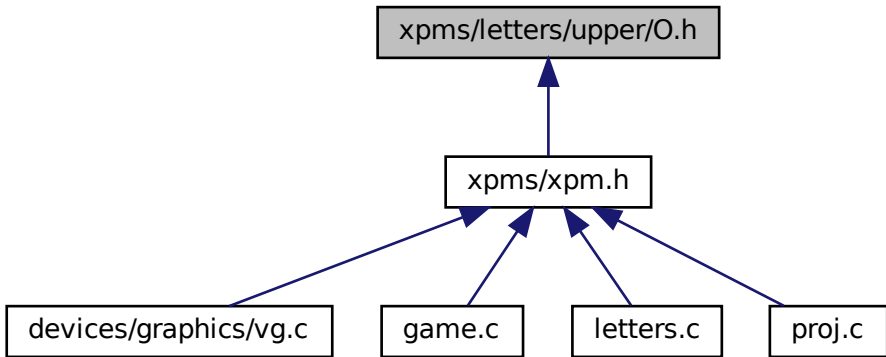 xpms/letters/upper/O.h
xpms/xpm.h
devices/graphics/vg.c
game.c
letters.c
proj.c